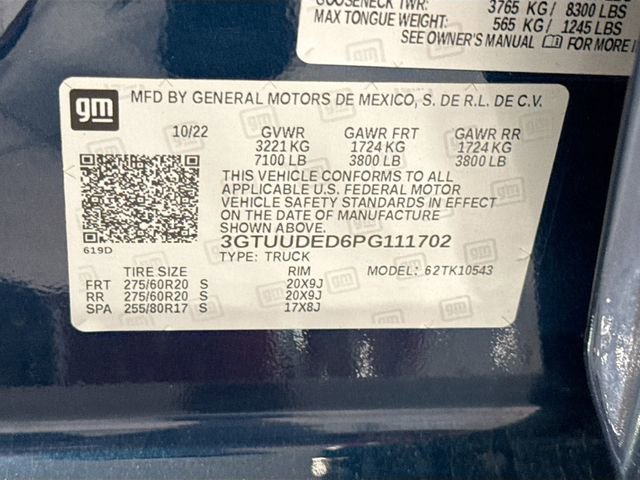 GOOSENECK TWR: 3765 KG / 8300 LBS
MAX TONGUE WEIGHT: 565 KG / 1245 LBS
SEE OWNER'S MANUAL FOR MORE
gm
MFD BY GENERAL MOTORS DE MEXICO, S. DE R.L. DE C.V.
10/22 GVWR GAWR FRT GAWR RR
3221 KG 1724 KG 1724 KG
7100 LB 3800 LB 3800 LB
THIS VEHICLE CONFORMS TO ALL
APPLICABLE U.S. FEDERAL MOTOR
VEHICLE SAFETY STANDARDS IN EFFECT
ON THE DATE OF MANUFACTURE
SHOWN ABOVE.
619D
3GTUUDED6PG111702
TYPE: TRUCK MODEL: 62TK10543
TIRE SIZE RIM
FRT 275/60R20 S 20X9J
RR 275/60R20 S 20X9J
SPA 255/80R17 S 17X8J